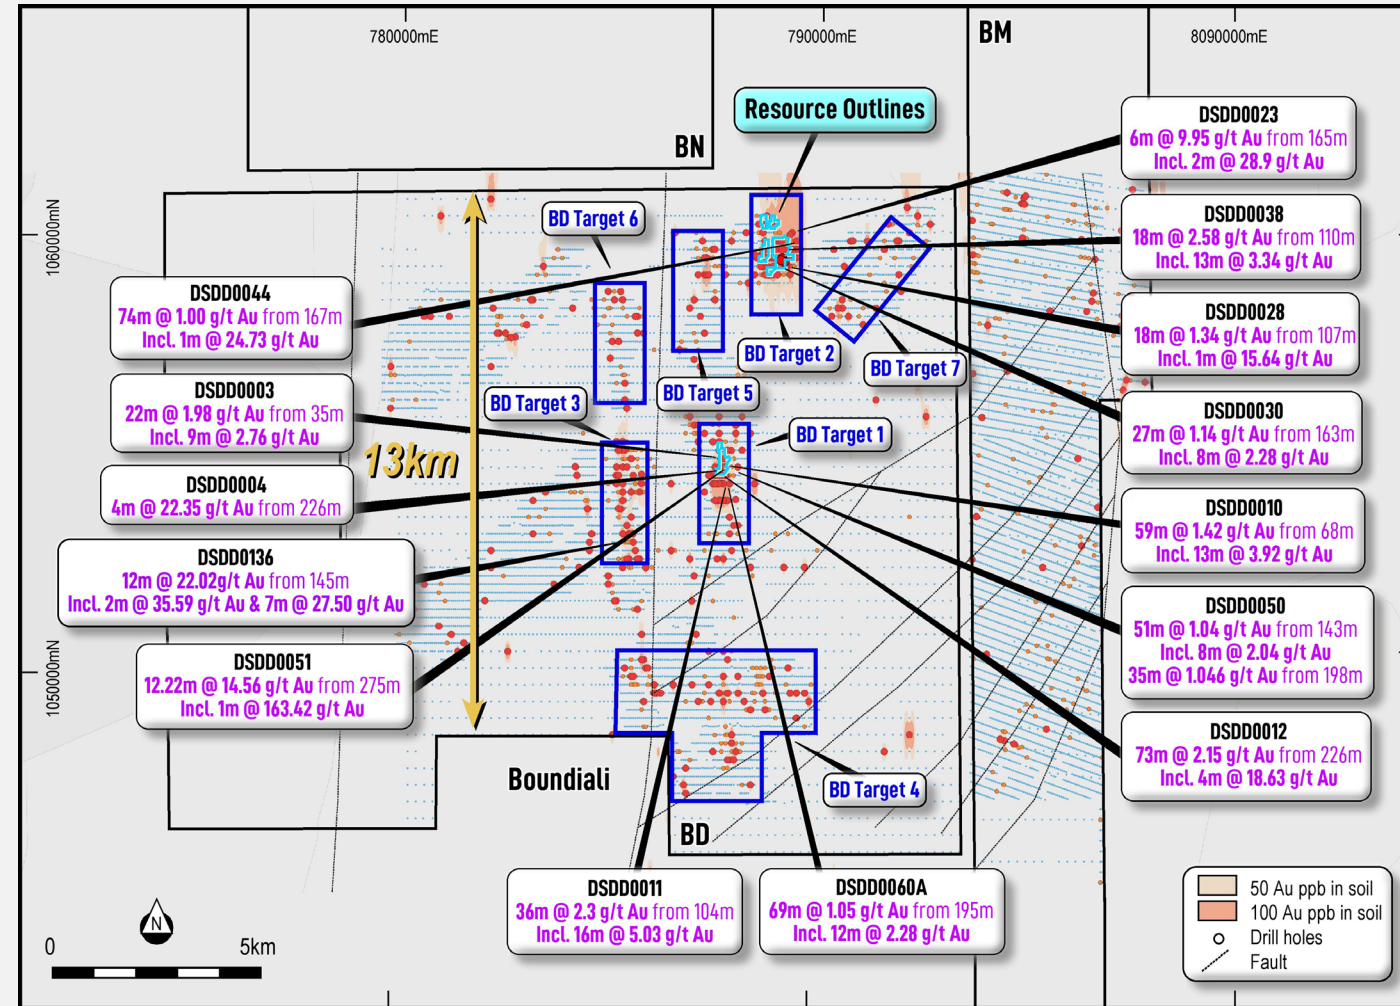 780000mE
790000mE
8090000mE
BM
BN
Resource Outlines
1060000mN
1050000mN
BD Target 6
BD Target 2
BD Target 7
BD Target 5
BD Target 3
BD Target 1
BD Target 4
13km
DSDD0044
74m @ 1.00 g/t Au from 167m
Incl. 1m @ 24.73 g/t Au
DSDD0003
22m @ 1.98 g/t Au from 35m
Incl. 9m @ 2.76 g/t Au
DSDD0004
4m @ 22.35 g/t Au from 226m
DSDD0136
12m @ 22.02g/t Au from 145m
Incl. 2m @ 35.59 g/t Au & 7m @ 27.50 g/t Au
DSDD0051
12.22m @ 14.56 g/t Au from 275m
Incl. 1m @ 163.42 g/t Au
DSDD0023
6m @ 9.95 g/t Au from 165m
Incl. 2m @ 28.9 g/t Au
DSDD0038
18m @ 2.58 g/t Au from 110m
Incl. 13m @ 3.34 g/t Au
DSDD0028
18m @ 1.34 g/t Au from 107m
Incl. 1m @ 15.64 g/t Au
DSDD0030
27m @ 1.14 g/t Au from 163m
Incl. 8m @ 2.28 g/t Au
DSDD0010
59m @ 1.42 g/t Au from 68m
Incl. 13m @ 3.92 g/t Au
DSDD0050
51m @ 1.04 g/t Au from 143m
Incl. 8m @ 2.04 g/t Au
35m @ 1.046 g/t Au from 198m
DSDD0012
73m @ 2.15 g/t Au from 226m
Incl. 4m @ 18.63 g/t Au
Boundiali
BD
DSDD0011
36m @ 2.3 g/t Au from 104m
Incl. 16m @ 5.03 g/t Au
DSDD0060A
69m @ 1.05 g/t Au from 195m
Incl. 12m @ 2.28 g/t Au
N
0
5km
50 Au ppb in soil
100 Au ppb in soil
Drill holes
Fault